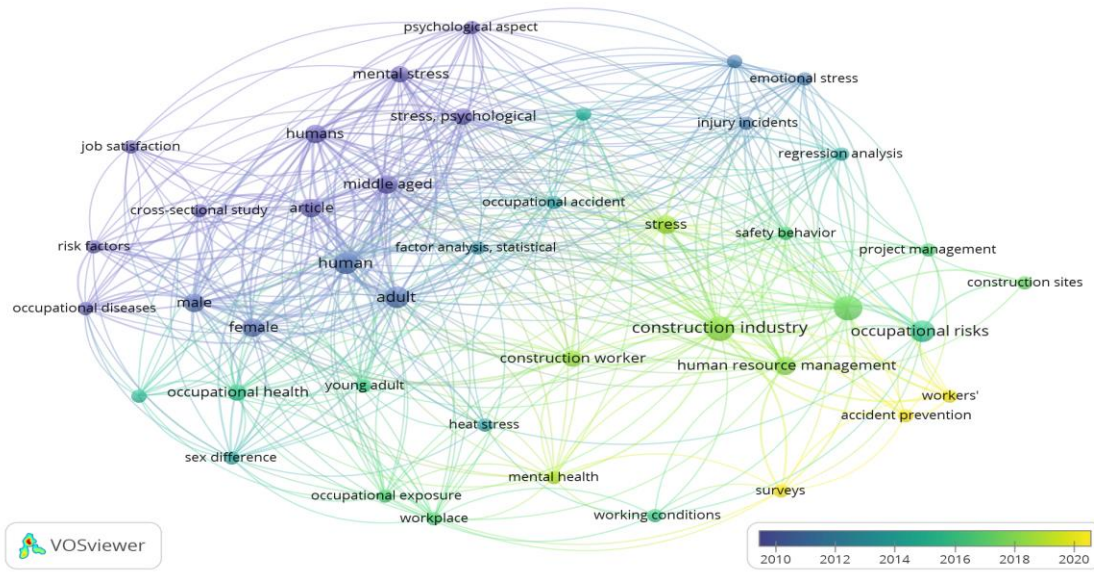 psychological aspect
mental stress
emotional stress
stress, psychological
injury incidents
humans
job satisfaction
regression analysis
middle aged
occupational accident
article
cross-sectional study
stress
safety behavior
risk factors
factor analysis, statistical
project management
human
construction sites
adult
male
occupational diseases
female
construction industry
occupational risks
construction worker
human resource management
young adult
occupational health
workers'
accident prevention
heat stress
sex difference
mental health
surveys
occupational exposure
workplace
working conditions
VOSviewer
2010 2012 2014 2016 2018 2020